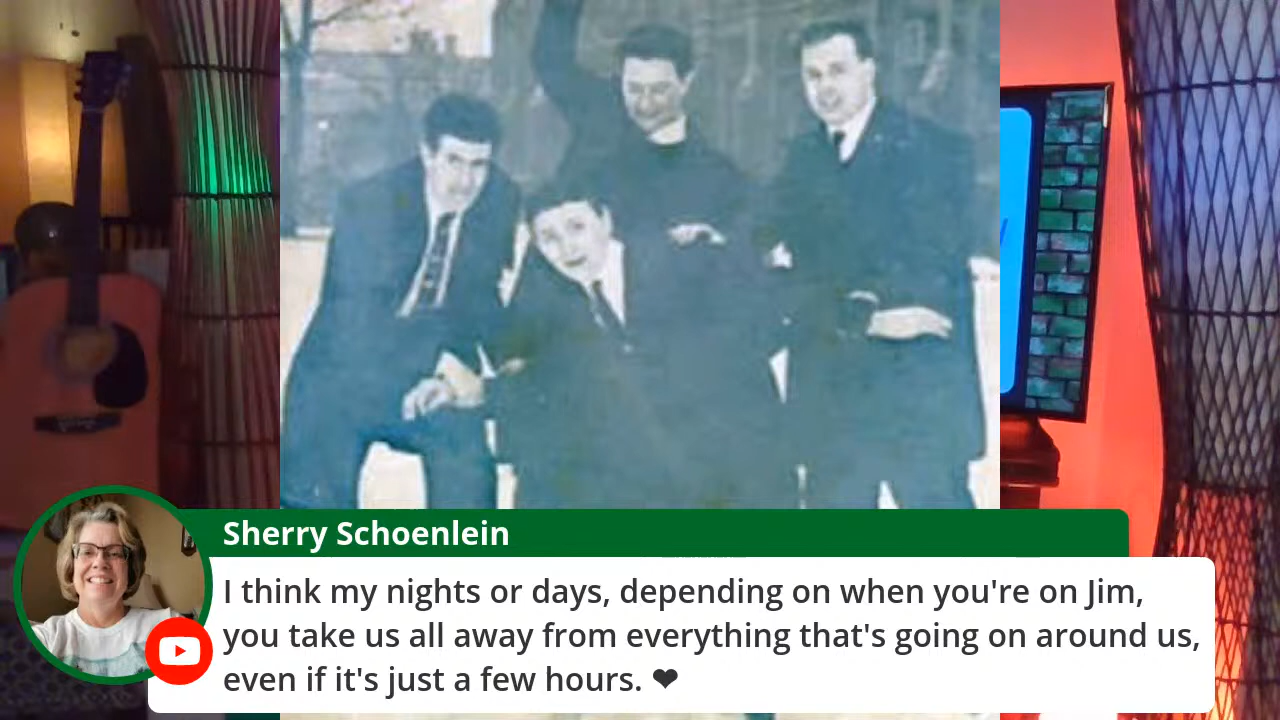 Sherry Schoenlein
I think my nights or days, depending on when you're on Jim,
you take us all away from everything that's going on around us,
even if it's just a few hours. ❤